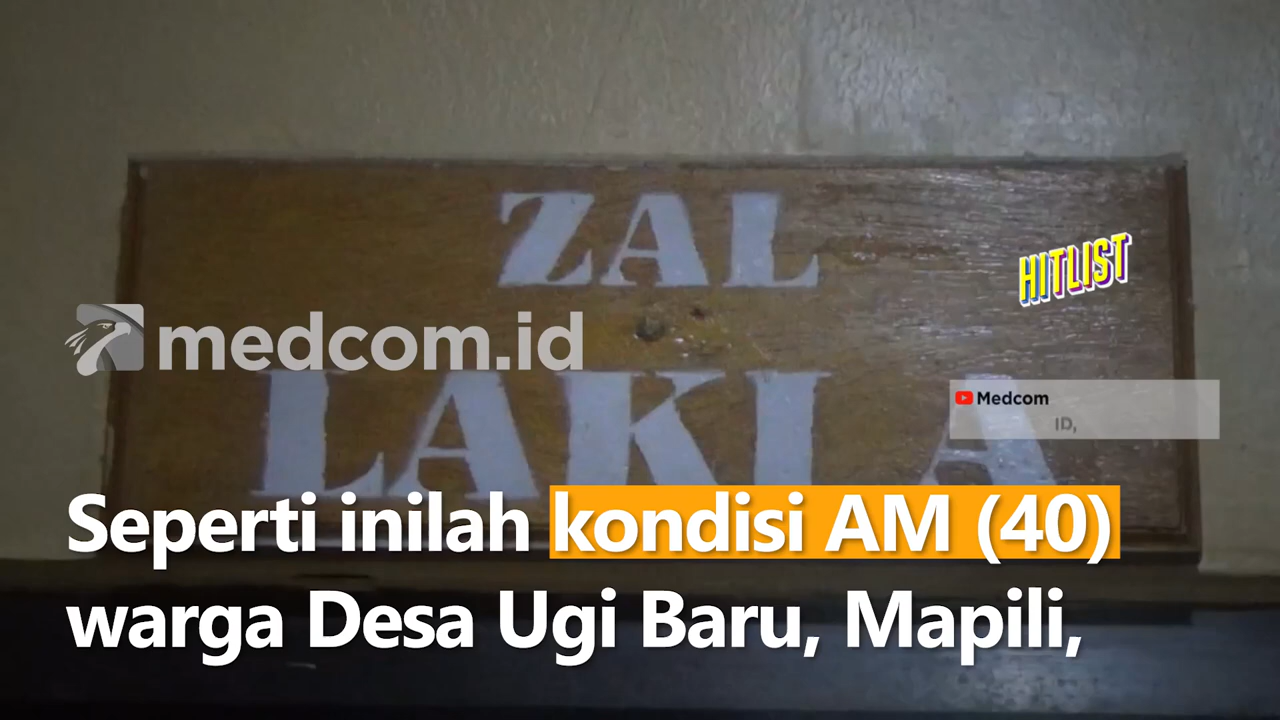 ZAL
HITLIST
medcom.id
LAKI A
Medcom
ID,
Seperti inilah kondisi AM (40)
warga Desa Ugi Baru, Mapili,